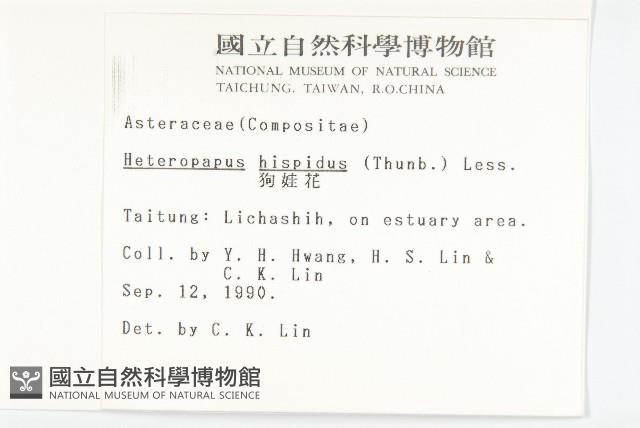 國立自然科學博物館
NATIONAL MUSEUM OF NATURAL SCIENCE
TAICHUNG, TAIWAN, R.O.CHINA
Asteraceae(Compositae)
Heteropapus hispidus (Thunb.) Less.
狗娃花
Taitung: Lichashih, on estuary area.
Coll. by Y. H. Hwang, H. S. Lin &
C. K. Lin
Sep. 12, 1990.
Det. by C. K. Lin
國立自然科學博物館
NATIONAL MUSEUM OF NATURAL SCIENCE